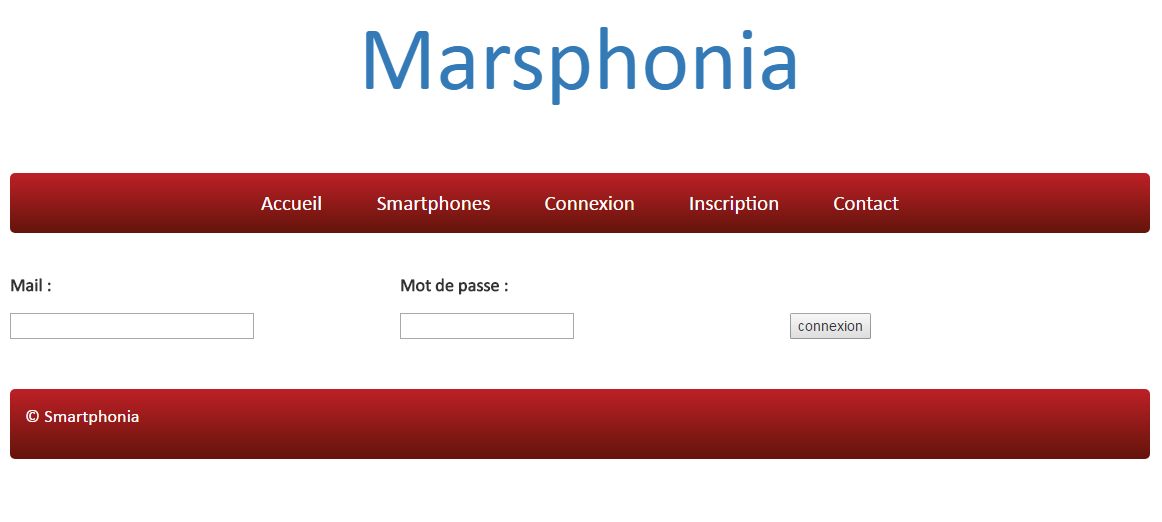 Marsphonia
Accueil Smartphones Connexion Inscription Contact
Mail : Mot de passe :
connexion
© Smartphonia